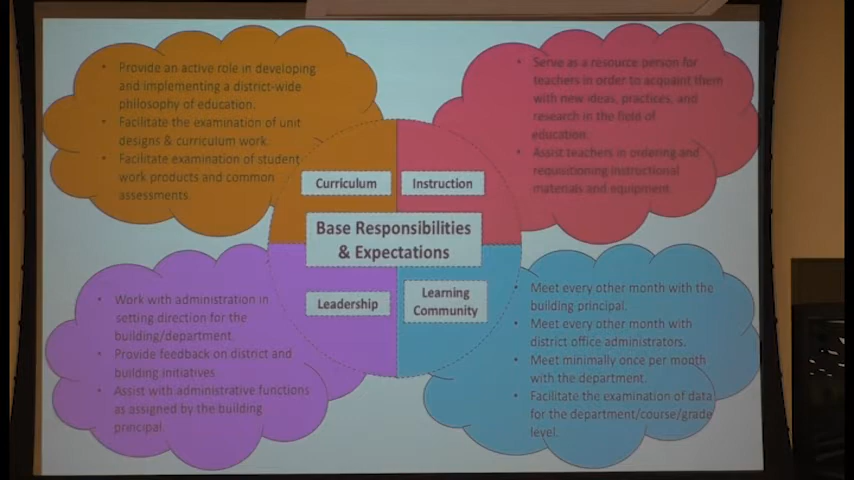 • Provide an active role in developing
and implementing a district-wide
philosophy of education.
• Facilitate the examination of unit
designs & curriculum work.
• Facilitate examination of student
work products and common
assessments.
• Serve as a resource person for
teachers in order to acquaint them
with new ideas, practices, and
research in the field of
education.
• Assist teachers in ordering and
requisitioning instructional
materials and equipment.
Curriculum
Instruction
Base Responsibilities
& Expectations
Leadership
Learning
Community
• Work with administration in
setting direction for the
building/department.
• Provide feedback on district and
building initiatives
• Assist with administrative functions
as assigned by the building
principal.
• Meet every other month with the
building principal.
• Meet every other month with
district office administrators.
• Meet minimally once per month
with the department.
• Facilitate the examination of data
for the department/course/grade
level.